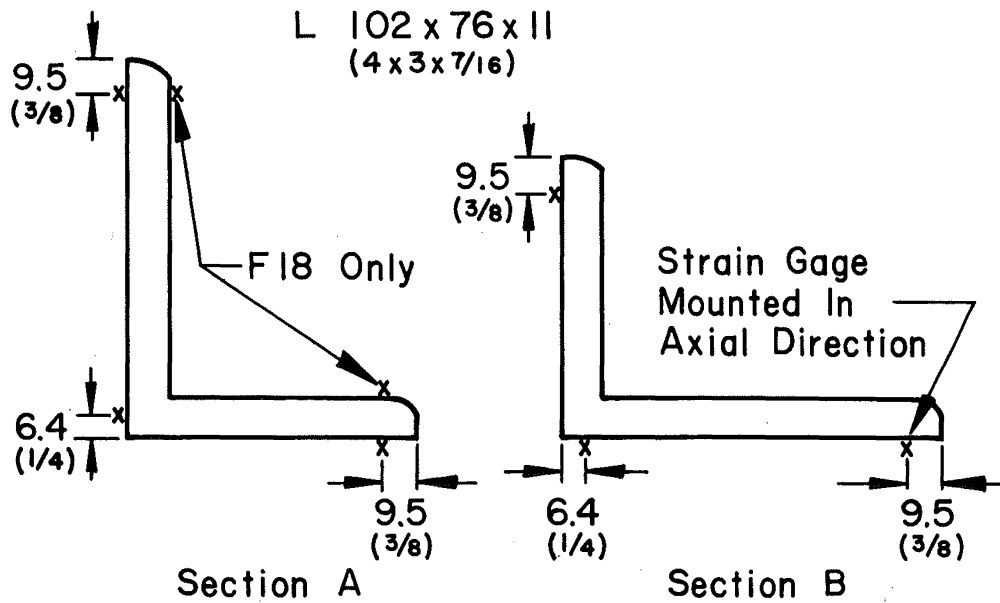 L 102 x 76 x 11
(4 x 3 x 7/16)
9.5
(3/8)
x
x
F18 Only
x
x
6.4
(1/4)
x
9.5
(3/8)
Section A
9.5
(3/8)
x
Strain Gage
Mounted In
Axial Direction
x
x
6.4
(1/4)
9.5
(3/8)
Section B